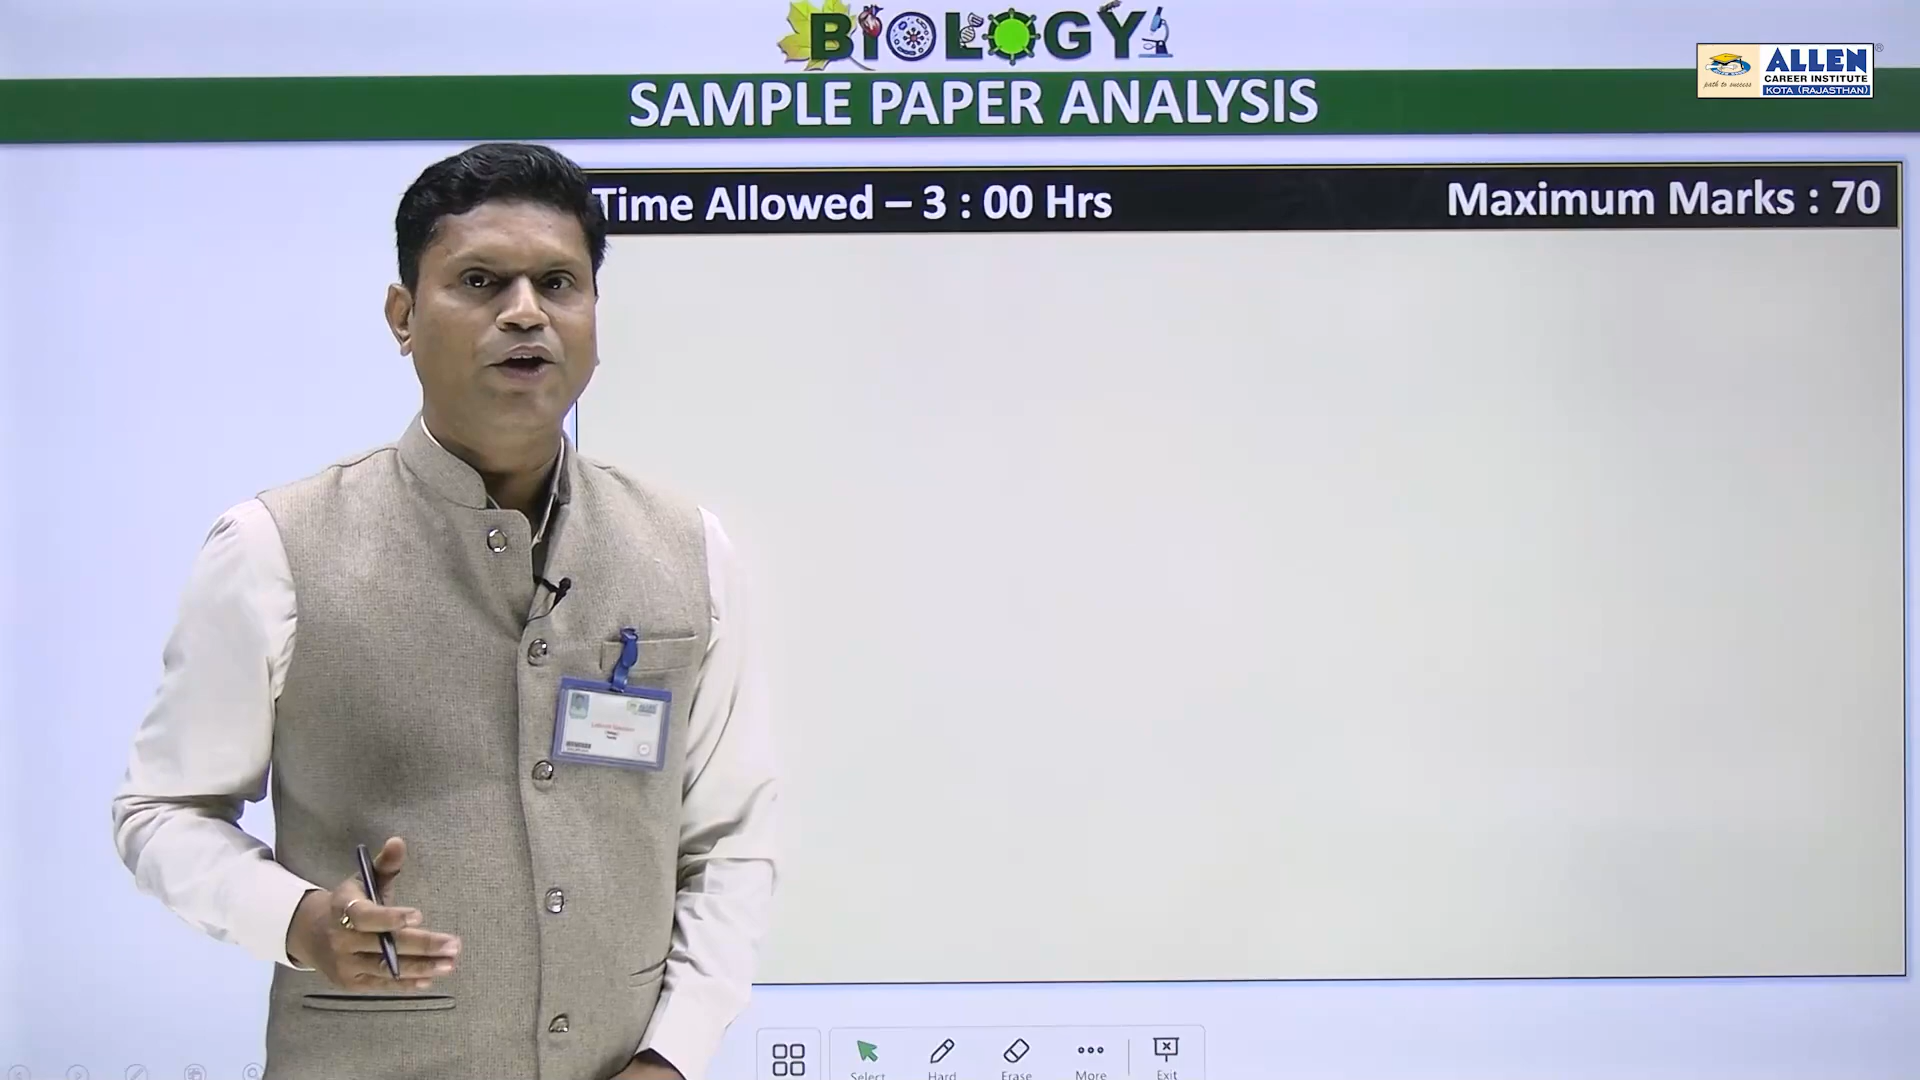 BIOLOGY
SAMPLE PAPER ANALYSIS
ALLEN
CAREER INSTITUTE
KOTA (RAJASTHAN)
path to success
®
Time Allowed – 3 : 00 Hrs
Maximum Marks : 70
ALLEN
Select
Hard
Erase
More
Exit